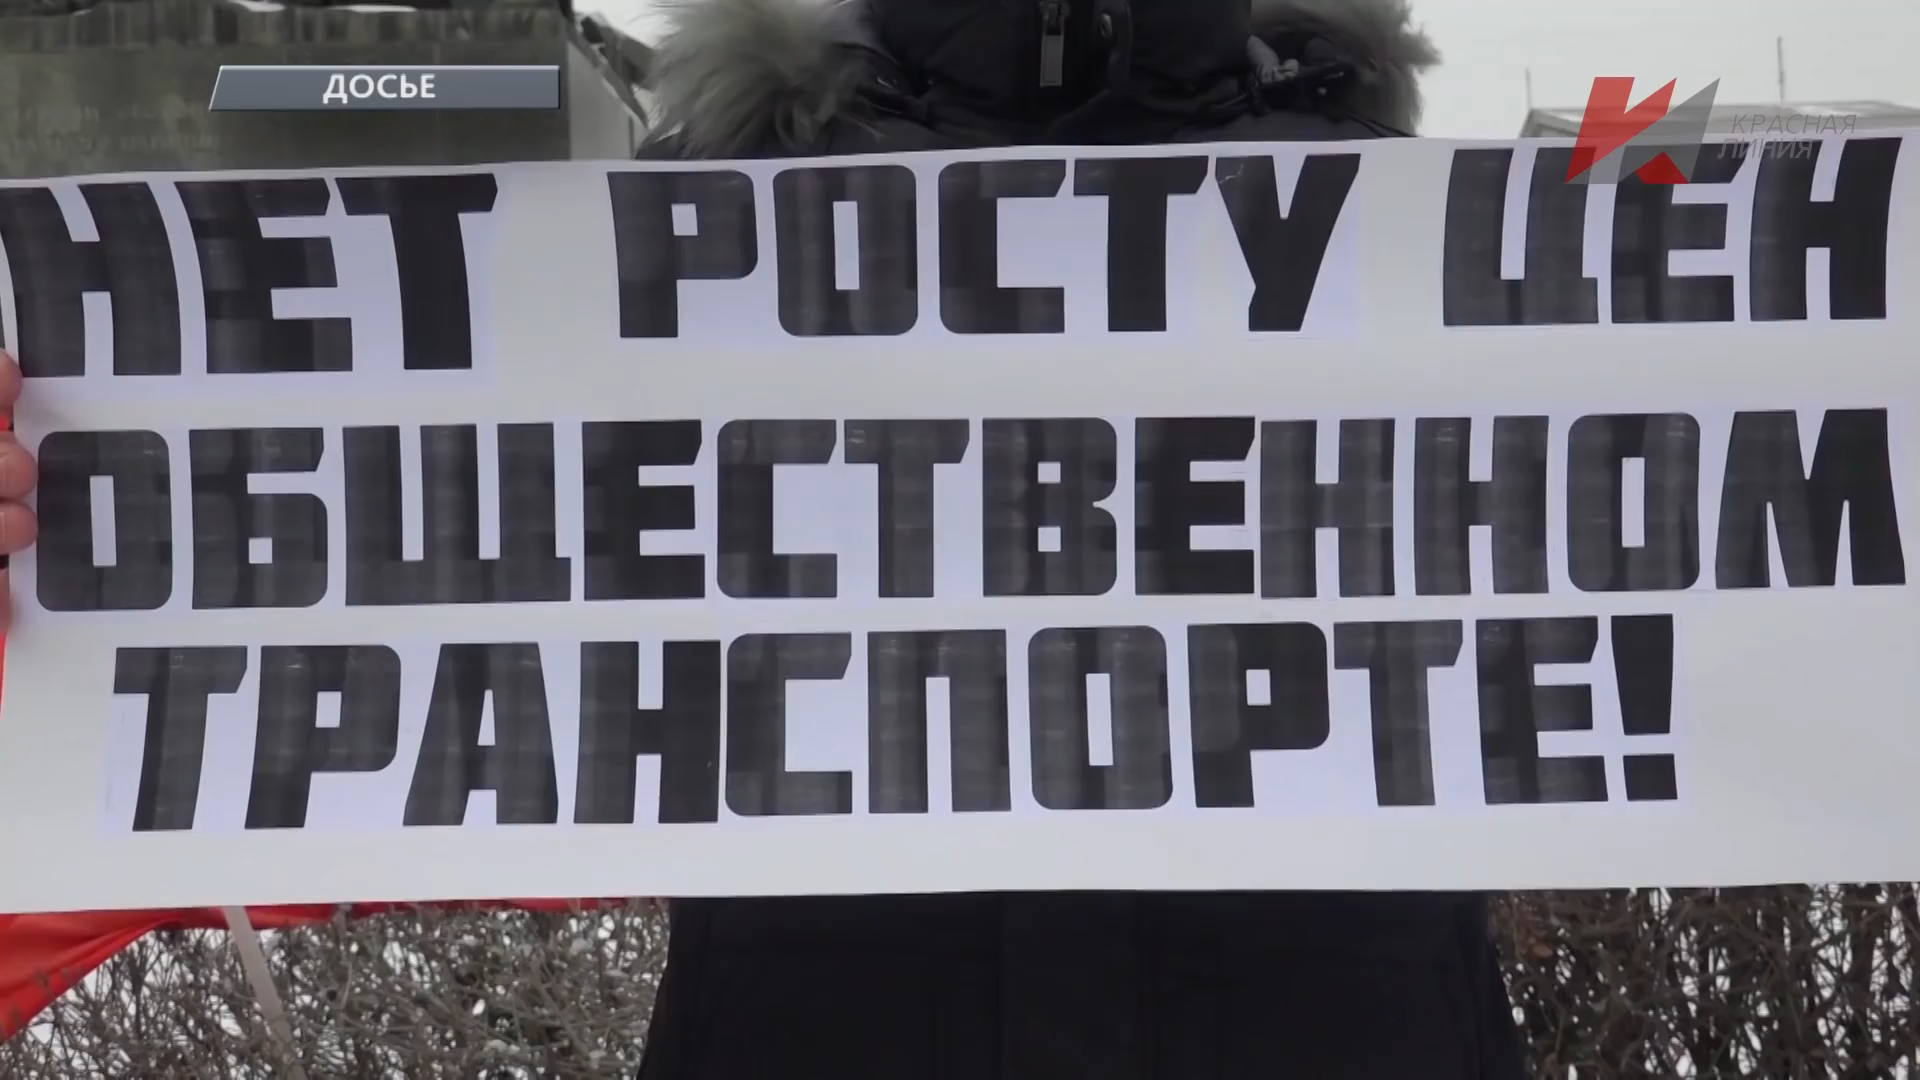 ДОСЬЕ
КРАСНАЯ
ЛИНИЯ
НЕТ РОСТУ ЦЕН
ОБЩЕСТВЕННОМ
ТРАНСПОРТЕ!